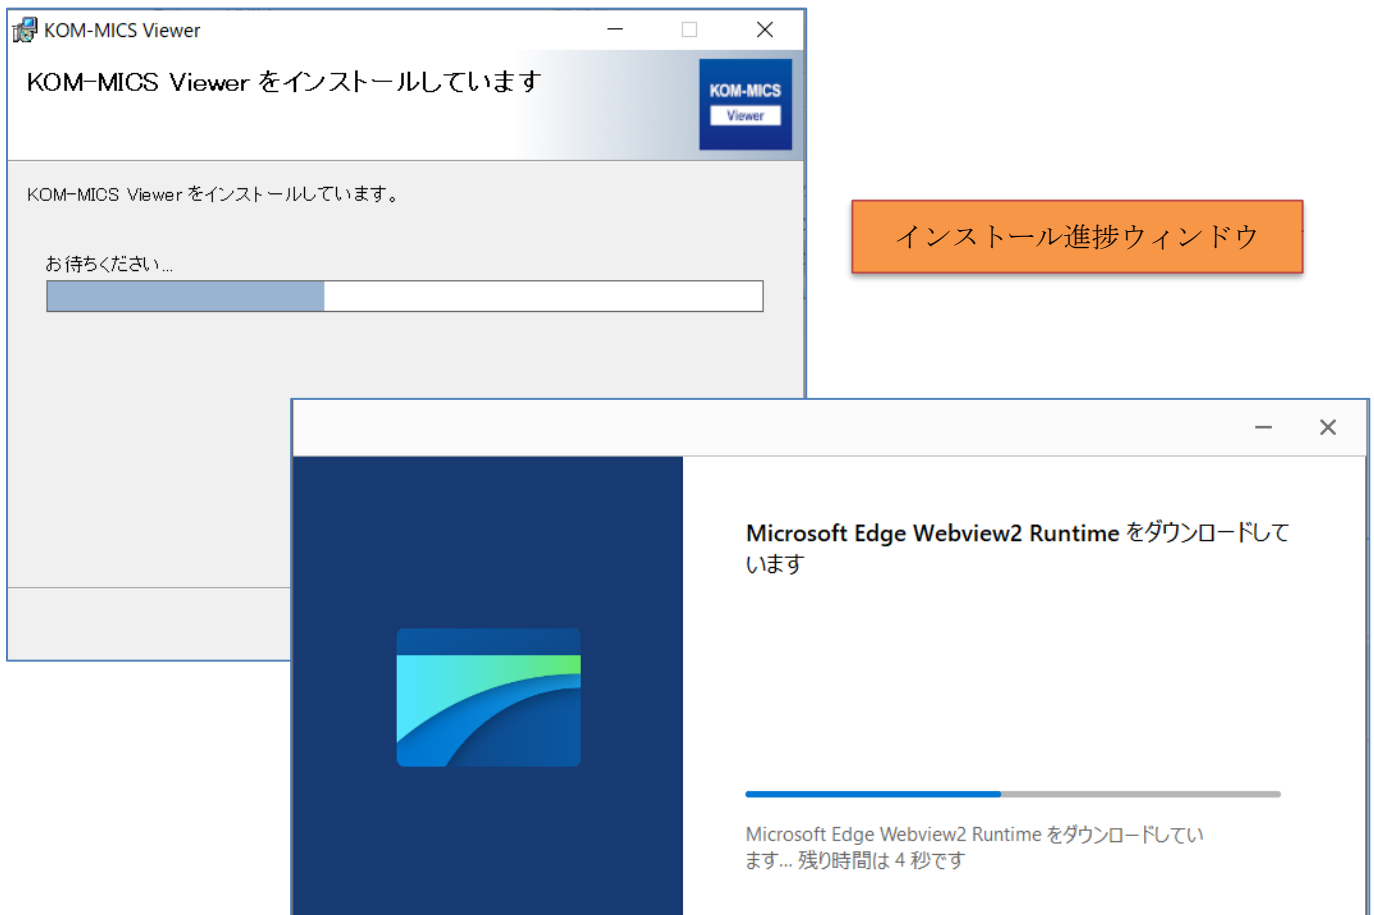 KOM-MICS Viewer
KOM-MICS Viewer をインストールしています
KOM-MICS
Viewer
KOM-MICS Viewer をインストールしています。
お待ちください...
インストール進捗ウィンドウ
Microsoft Edge Webview2 Runtime をダウンロードして
います
Microsoft Edge Webview2 Runtime をダウンロードしてい
ます... 残り時間は 4 秒です